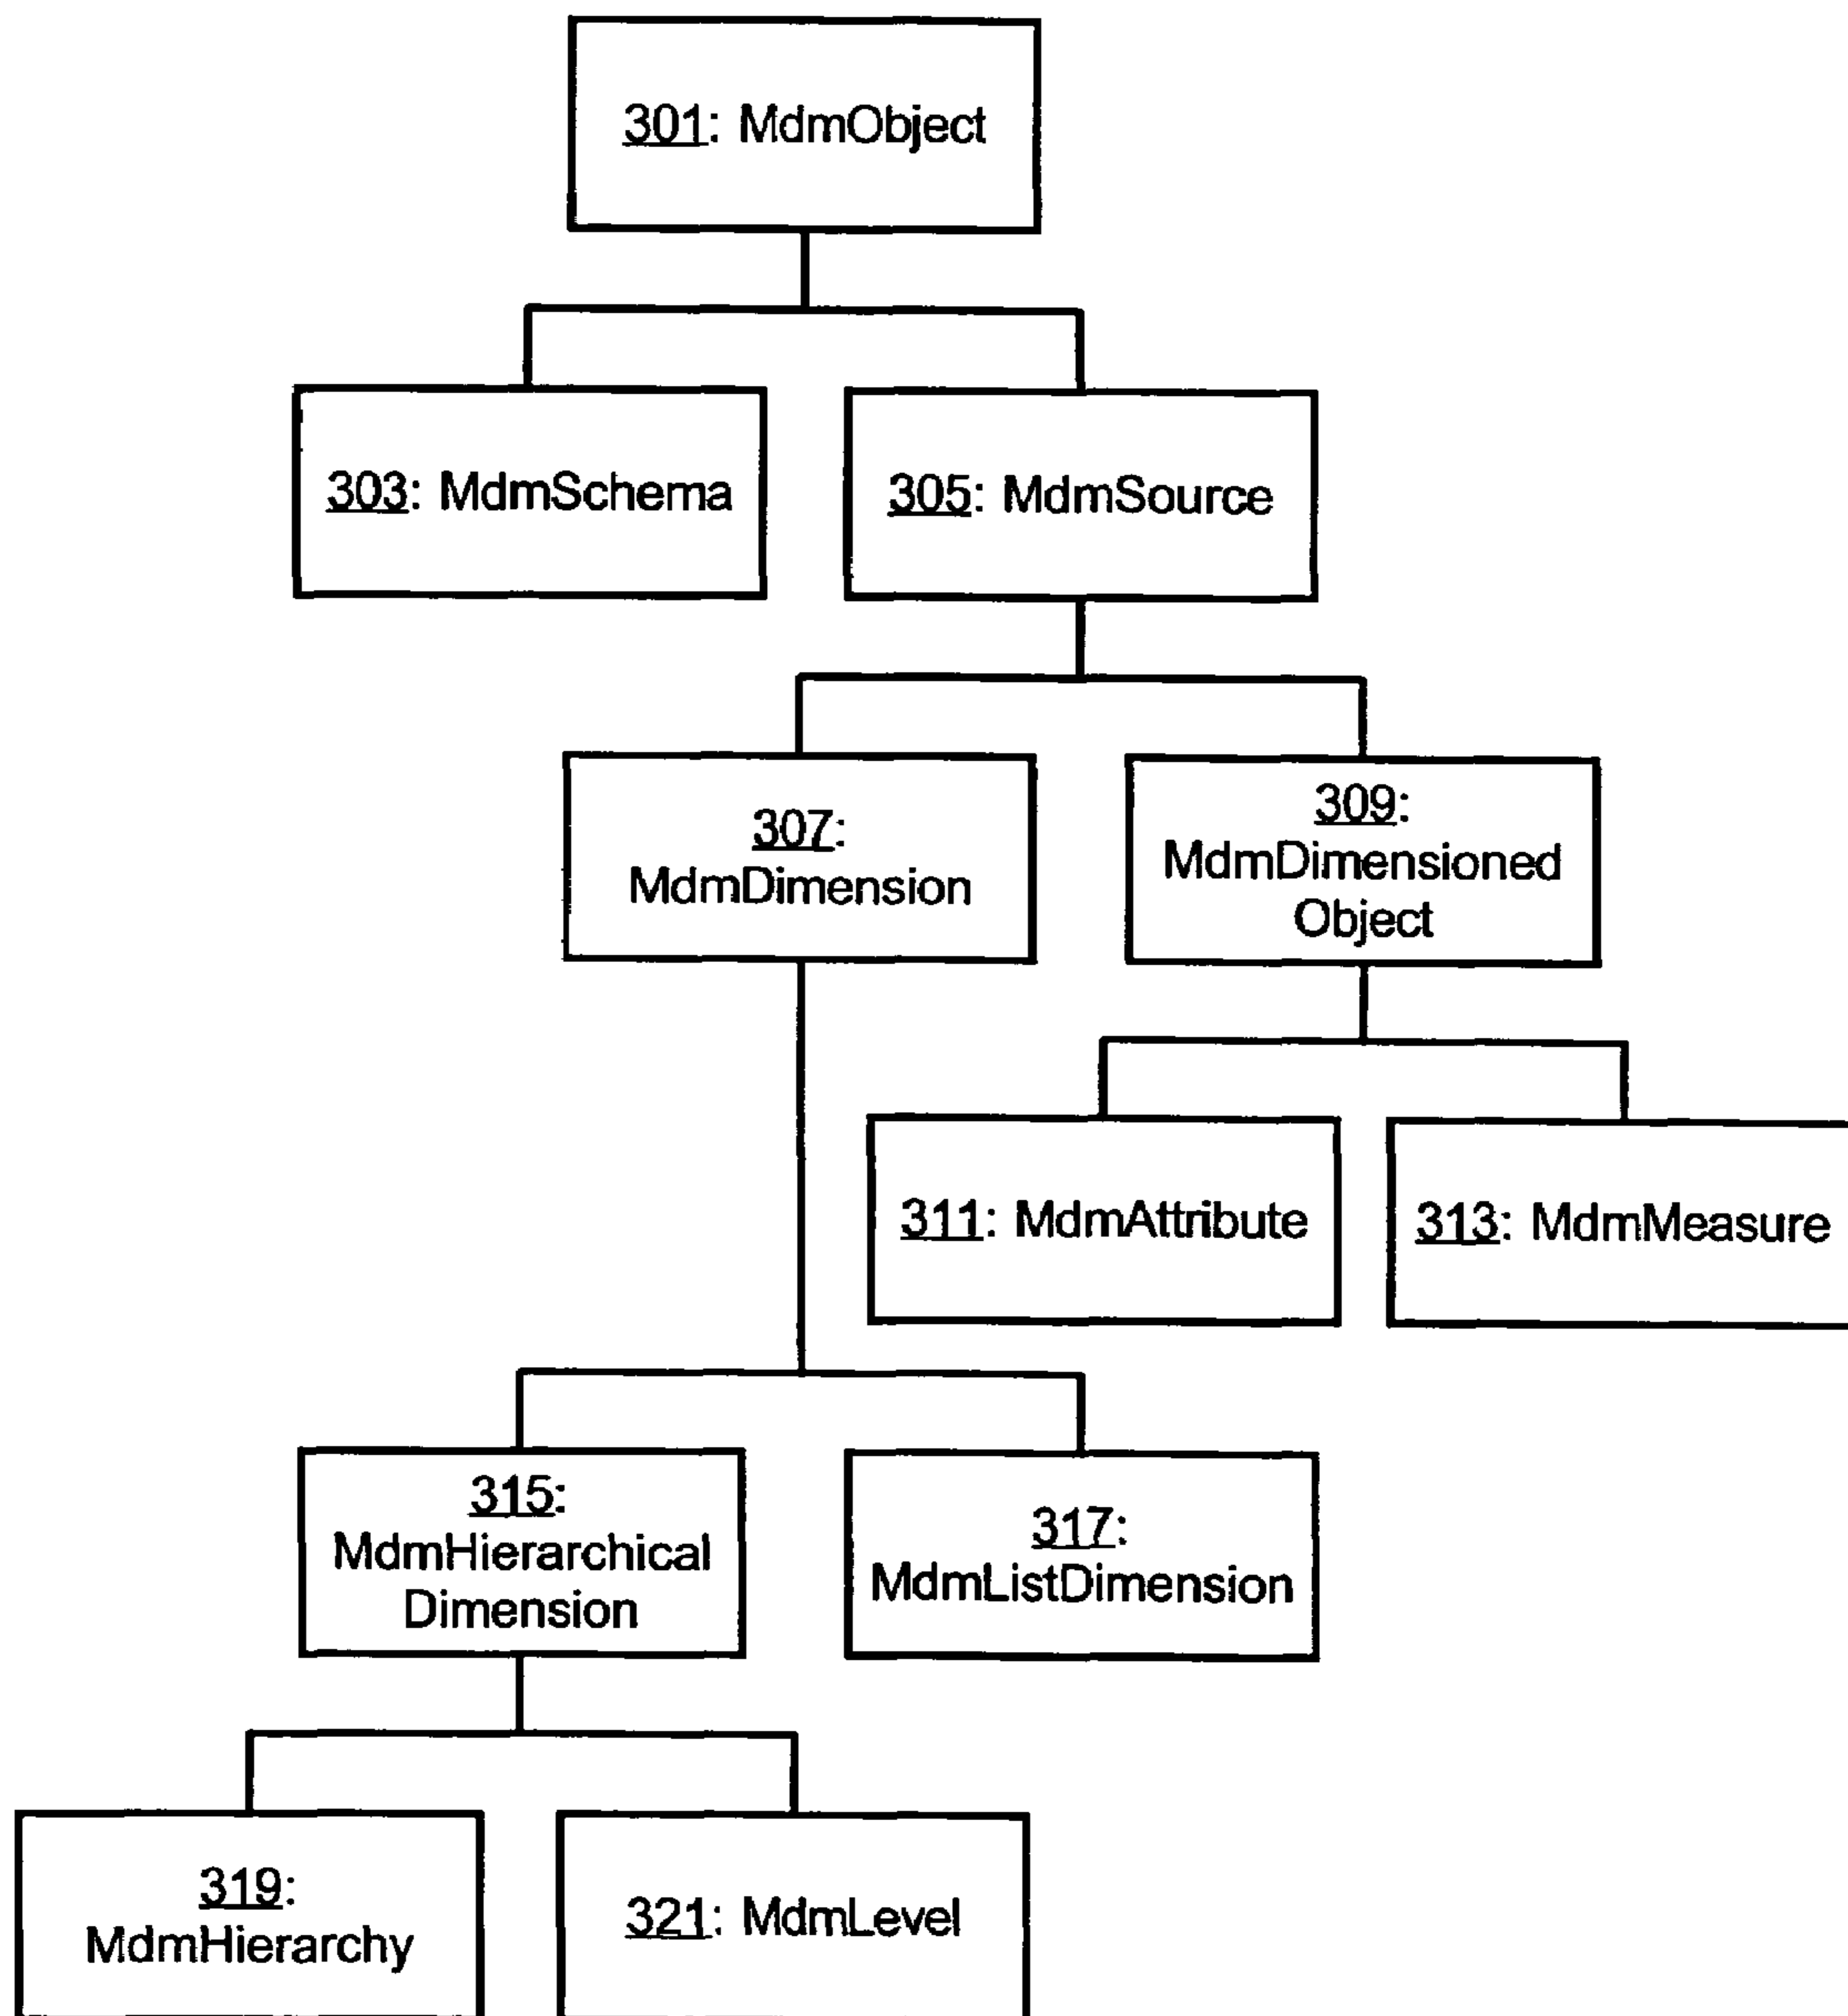 301: MdmObject
303: MdmSchema
305: MdmSource
307:
MdmDimension
309:
MdmDimensioned
Object
311: MdmAttribute
313: MdmMeasure
315:
MdmHierarchical
Dimension
317:
MdmListDimension
319:
MdmHierarchy
321: MdmLevel